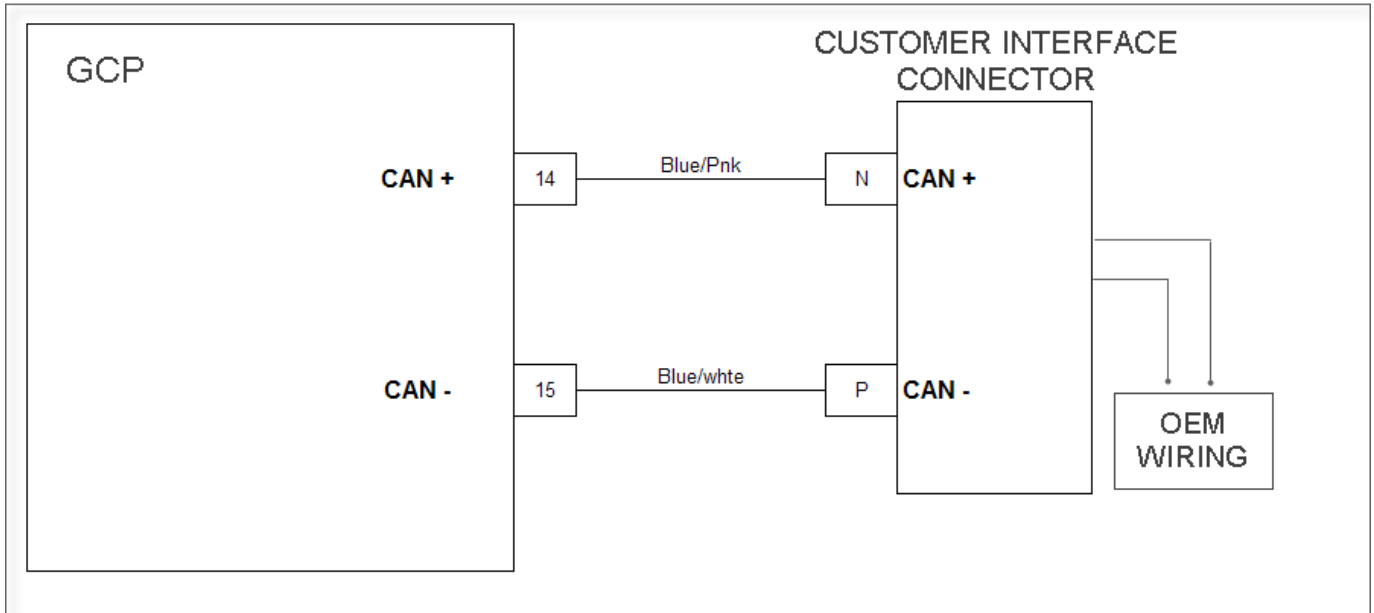 GCP
CUSTOMER INTERFACE
CONNECTOR
CAN +
14
Blue/Pnk
N
CAN +
CAN -
15
Blue/whte
P
CAN -
OEM
WIRING